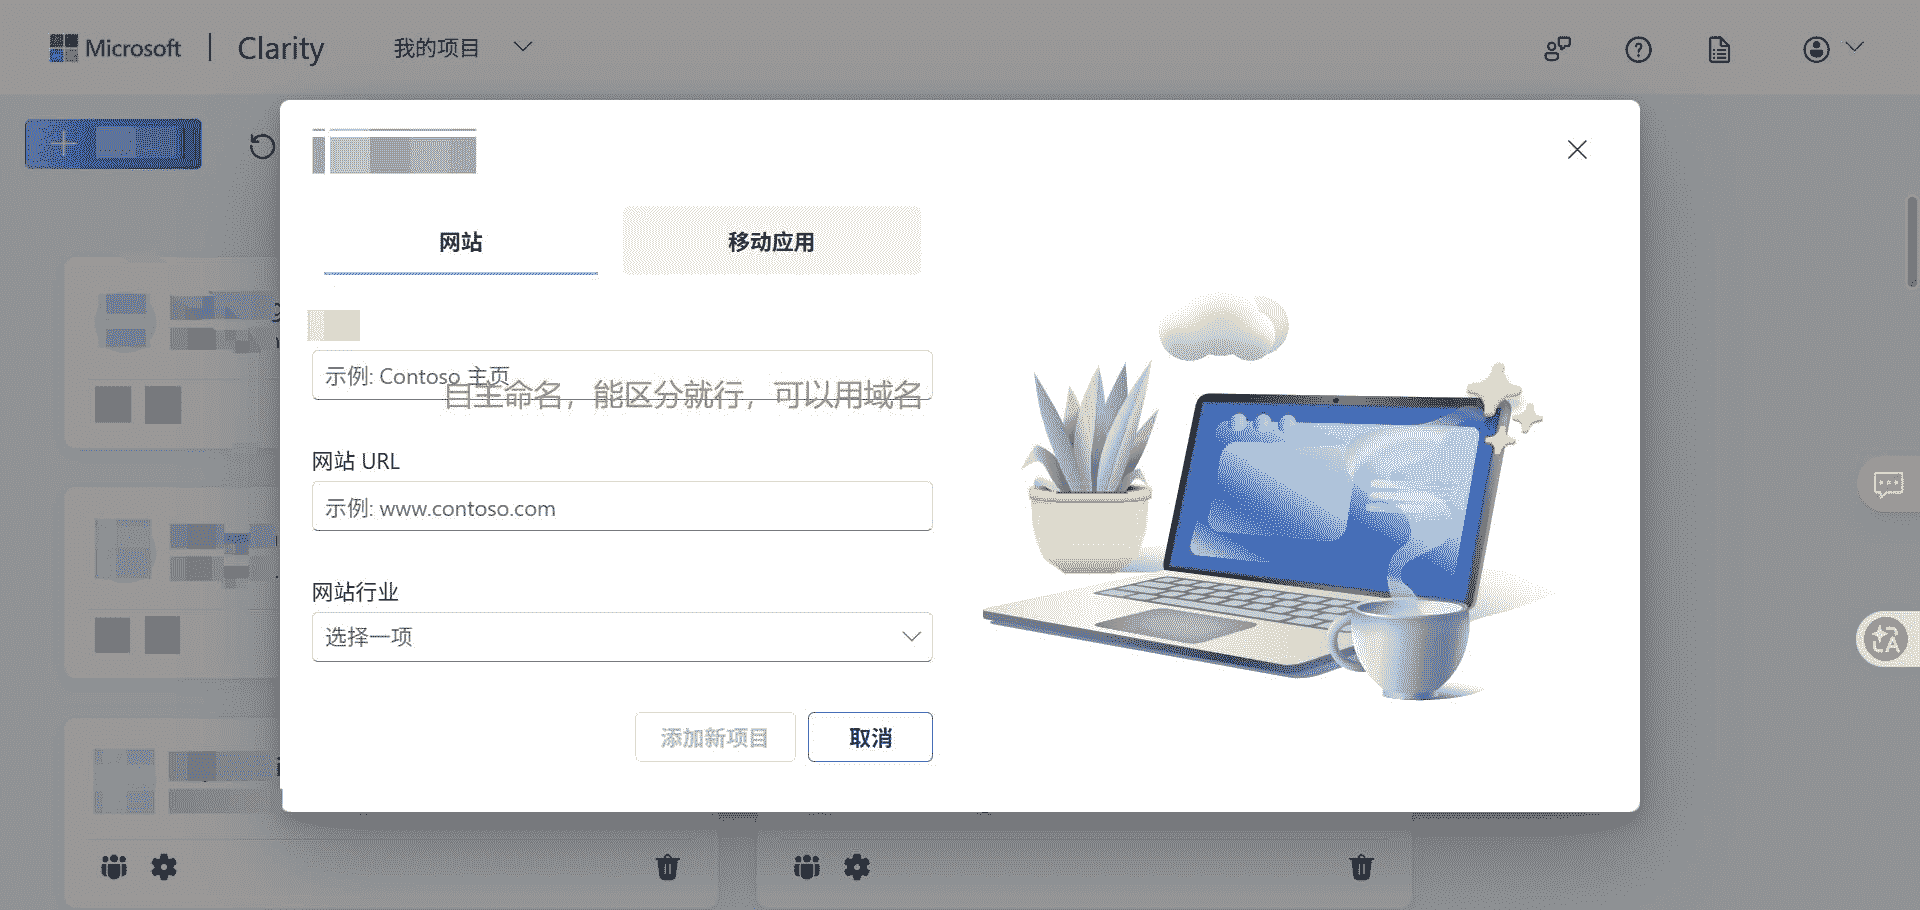 Microsoft | Clarity 我的项目
网站 移动应用
示例: Contoso 主页
自主命名，能区分就行，可以用域名
网站 URL
示例: www.contoso.com
网站行业
选择一项
添加新项目 取消